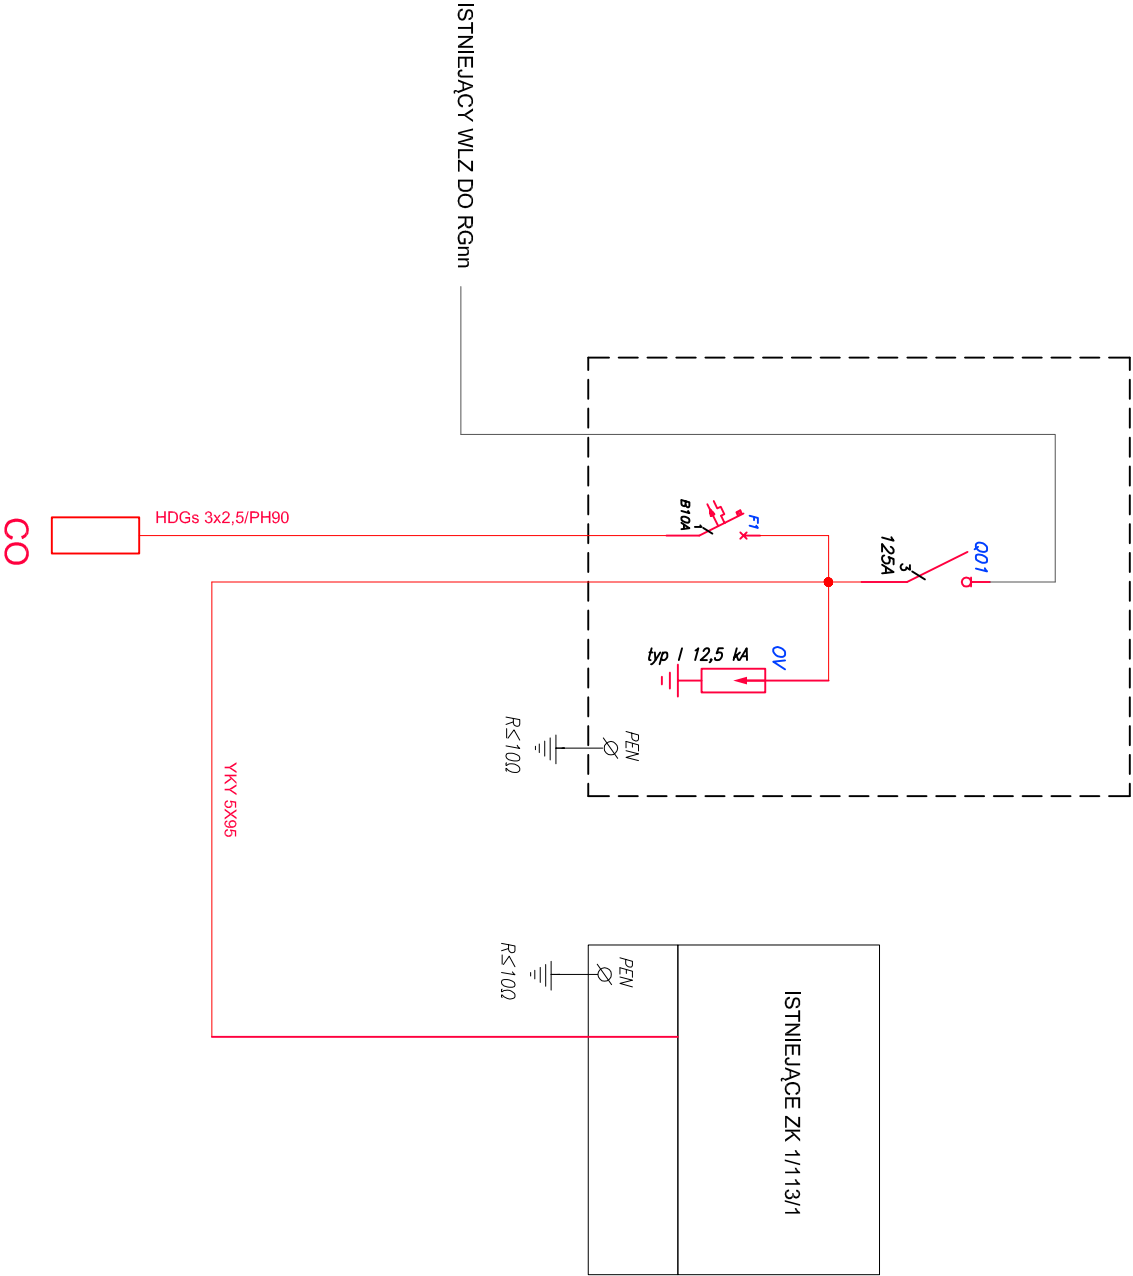 ISTNIEJĄCY WLZ DO RGnn
Q01
3
125A
F1
1
B10A
HDGs 3x2,5/PH90
CO
OV
typ I 12,5 kA
PEN
R≤10Ω
YKY 5X95
ISTNIEJĄCE ZK 1/113/1
PEN
R≤10Ω